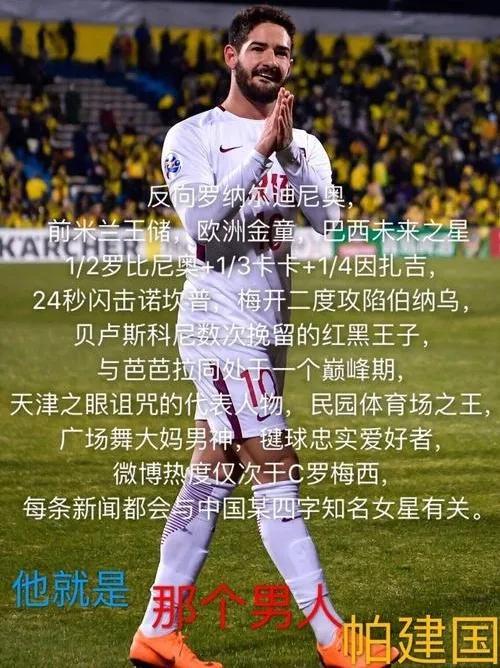 反向罗纳尔迪尼奥,
前米兰王储, 欧洲金童, 巴西未来之星
1/2罗比尼奥+1/3卡卡+1/4因扎吉,
24秒闪击诺坎普, 梅开二度攻陷伯纳乌,
贝卢斯科尼数次挽留的红黑王子,
与芭芭拉同处于一个巅峰期,
天津之眼诅咒的代表人物, 民园体育场之王,
广场舞大妈男神, 毽球忠实爱好者,
微博热度仅次于C罗梅西,
每条新闻都会与中国某四字知名女星有关。
10
他就是 那个男人 帕建国